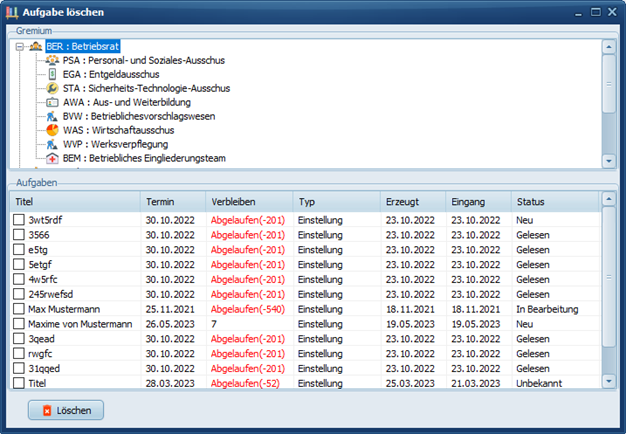 Aufgabe löschen
Gremium
BER : Betriebsrat
PSA : Personal- und Soziales-Ausschus
EGA : Entgeldausschus
STA : Sicherheits-Technologie-Ausschus
AWA : Aus- und Weiterbildung
BVW : Betrieblichesvorschlagswesen
WAS : Wirtschaftausschus
WVP : Werksverpflegung
BEM : Betriebliches Eingliederungsteam
Aufgaben
Titel Termin Verbleiben Typ Erzeugt Eingang Status
3wt5rdf 30.10.2022 Abgelaufen(-201) Einstellung 23.10.2022 23.10.2022 Neu
3566 30.10.2022 Abgelaufen(-201) Einstellung 23.10.2022 23.10.2022 Gelesen
e5tg 30.10.2022 Abgelaufen(-201) Einstellung 23.10.2022 23.10.2022 Gelesen
5etgf 30.10.2022 Abgelaufen(-201) Einstellung 23.10.2022 23.10.2022 Gelesen
4w5rfc 30.10.2022 Abgelaufen(-201) Einstellung 23.10.2022 23.10.2022 Gelesen
245rwefsd 30.10.2022 Abgelaufen(-201) Einstellung 23.10.2022 23.10.2022 Gelesen
Max Mustermann 25.11.2021 Abgelaufen(-540) Einstellung 18.11.2021 18.11.2021 In Bearbeitung
Maxime von Mustermann 26.05.2023 7 Einstellung 19.05.2023 19.05.2023 Neu
3qead 30.10.2022 Abgelaufen(-201) Einstellung 23.10.2022 23.10.2022 Gelesen
rwgfc 30.10.2022 Abgelaufen(-201) Einstellung 23.10.2022 23.10.2022 Gelesen
31qqed 30.10.2022 Abgelaufen(-201) Einstellung 23.10.2022 23.10.2022 Gelesen
Titel 28.03.2023 Abgelaufen(-52) Einstellung 25.03.2023 21.03.2023 Unbekannt
Löschen